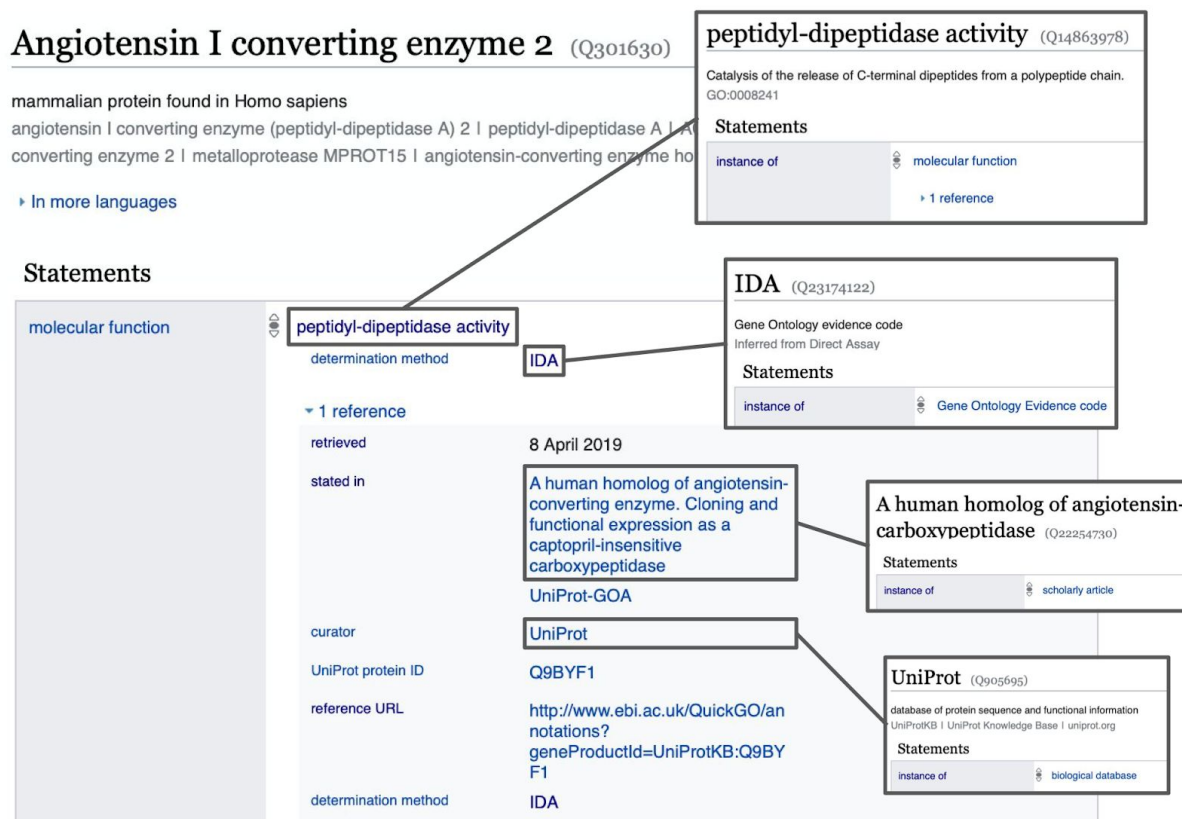 Angiotensin I converting enzyme 2 (Q301630)
mammalian protein found in Homo sapiens
angiotensin I converting enzyme (peptidyl-dipeptidase A) 2 | peptidyl-dipeptidase A |
converting enzyme 2 | metalloprotease MPROT15 | angiotensin-converting enzyme ho
In more languages
peptidyl-dipeptidase activity (Q14863978)
Catalysis of the release of C-terminal dipeptides from a polypeptide chain.
GO:0008241
Statements
instance of
molecular function
1 reference
Statements
molecular function
peptidyl-dipeptidase activity
determination method
IDA
1 reference
retrieved
8 April 2019
stated in
A human homolog of angiotensin-
converting enzyme. Cloning and
functional expression as a
captopril-insensitive
carboxypeptidase
UniProt-GOA
curator
UniProt
UniProt protein ID
Q9BYF1
reference URL
http://www.ebi.ac.uk/QuickGO/an
notations?
geneProductId=UniProtKB:Q9BY
F1
determination method
IDA
IDA (Q23174122)
Gene Ontology evidence code
Inferred from Direct Assay
Statements
instance of
Gene Ontology Evidence code
A human homolog of angiotensin-
carboxypeptidase (Q22254730)
Statements
instance of
scholarly article
UniProt (Q905695)
database of protein sequence and functional information
UniProtKB | UniProt Knowledge Base | uniprot.org
Statements
instance of
biological database